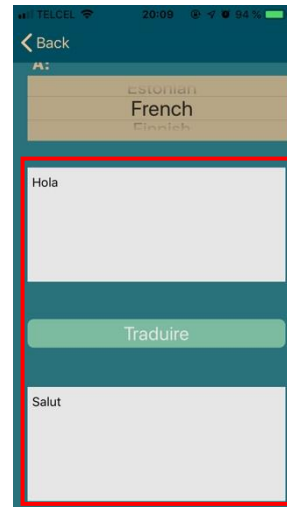 TELCEL 20:09 94 %
Back
A:
Estonian
French
Finnish
Hola
Traduire
Salut